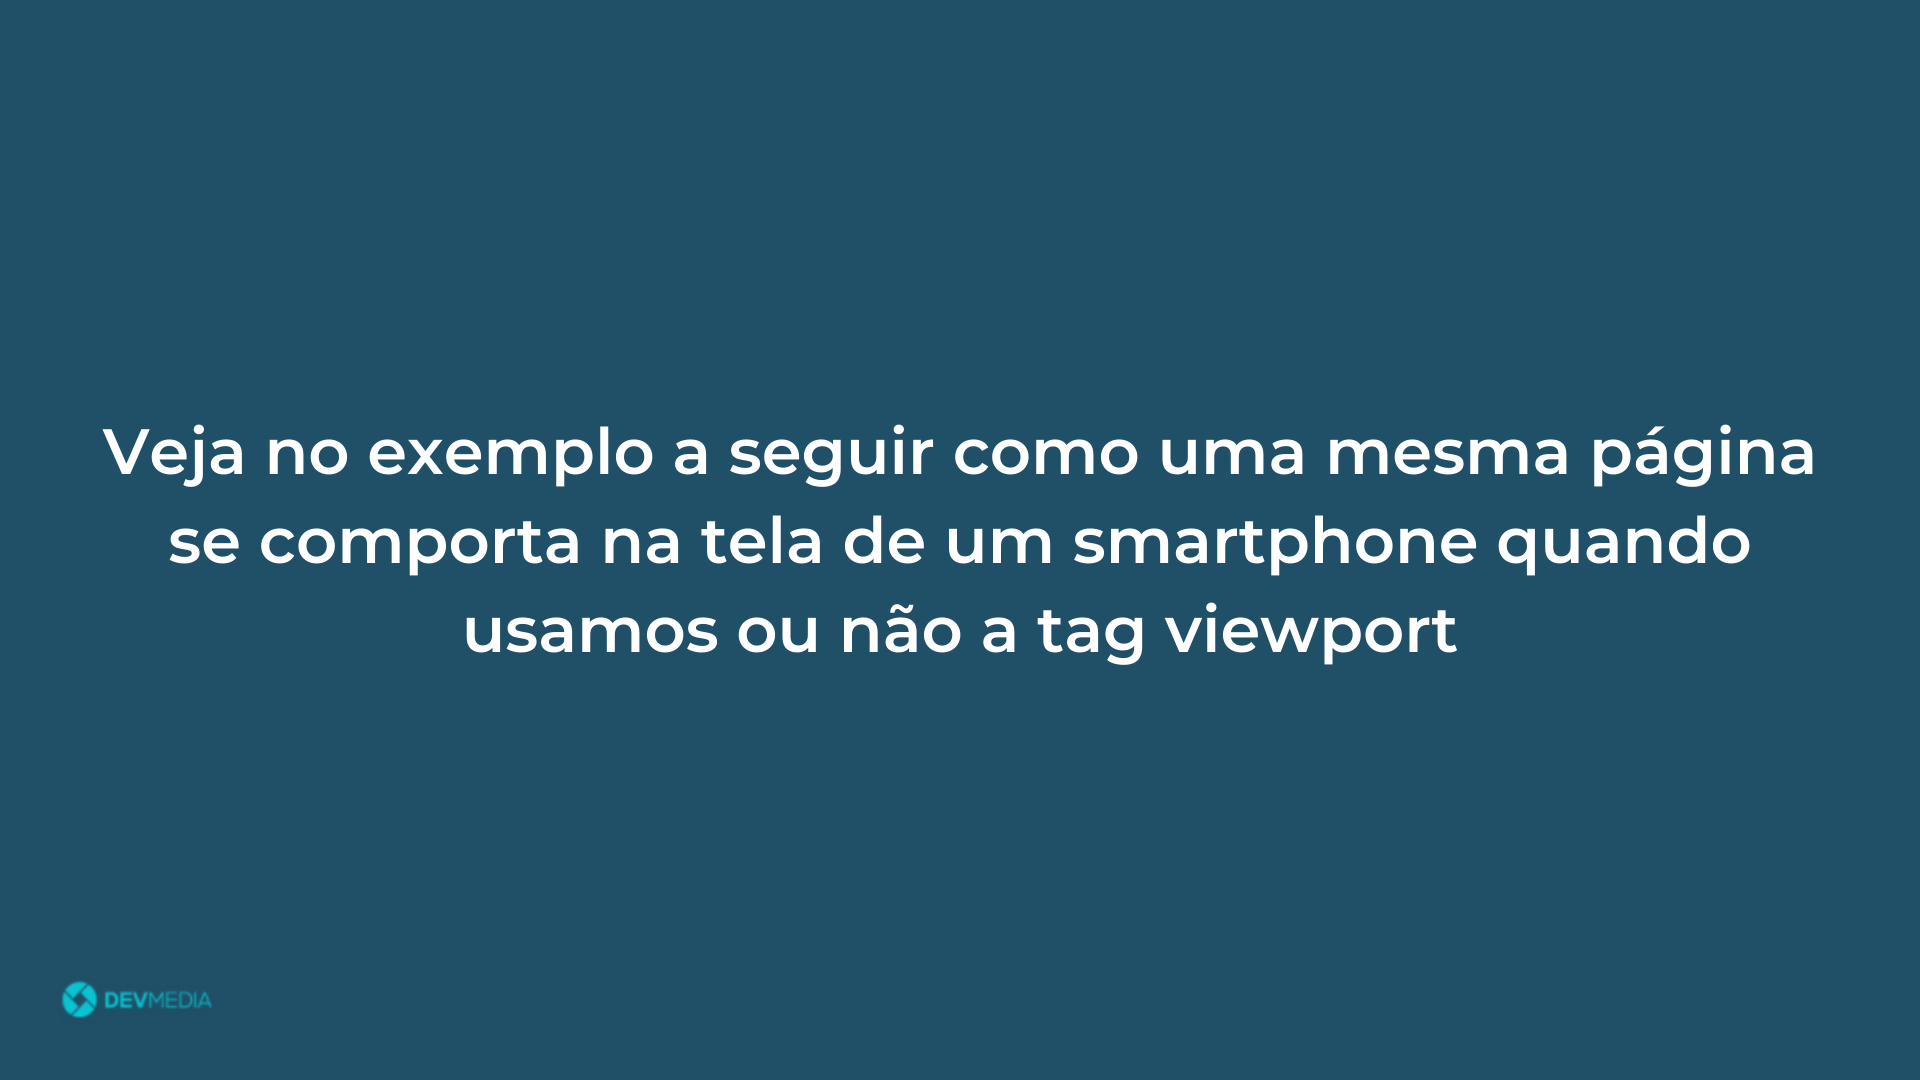 Veja no exemplo a seguir como uma mesma página
se comporta na tela de um smartphone quando
usamos ou não a tag viewport
DEVMEDIA